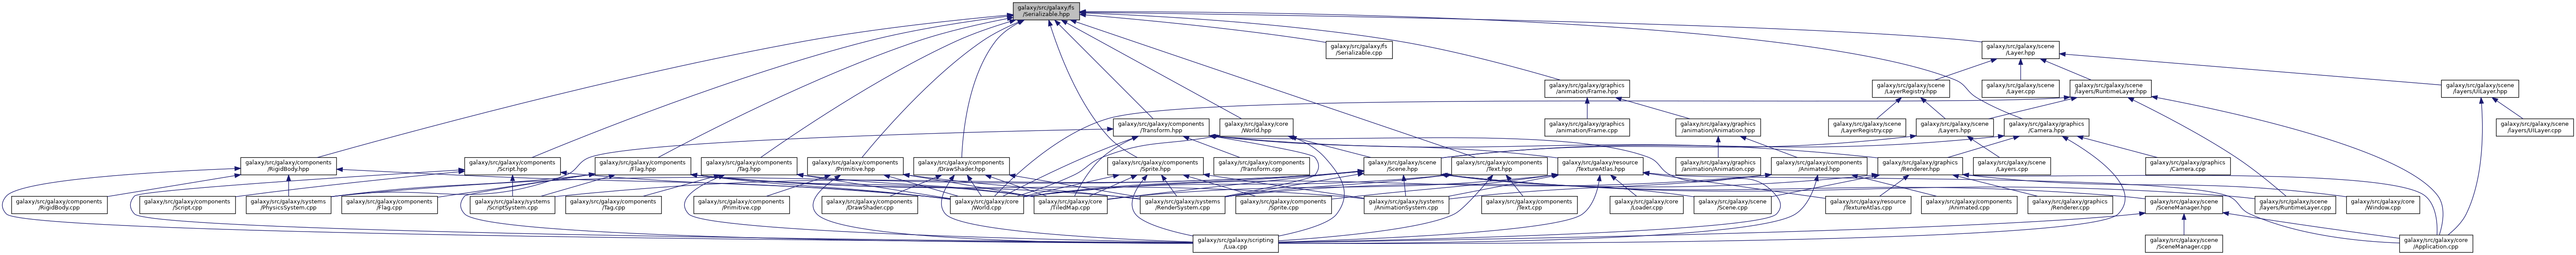 galaxy/src/galaxy/fs
/Serializable.hpp
galaxy/src/galaxy/fs
/Serializable.cpp
galaxy/src/galaxy/scene
/Layer.hpp
galaxy/src/galaxy/graphics
/animation/Frame.hpp
galaxy/src/galaxy/scene
/LayerRegistry.hpp
galaxy/src/galaxy/scene
/Layer.cpp
galaxy/src/galaxy/scene
/layers/RuntimeLayer.hpp
galaxy/src/galaxy/scene
/layers/UILayer.hpp
galaxy/src/galaxy/components
/Transform.hpp
galaxy/src/galaxy/core
/World.hpp
galaxy/src/galaxy/graphics
/animation/Frame.cpp
galaxy/src/galaxy/graphics
/animation/Animation.hpp
galaxy/src/galaxy/scene
/LayerRegistry.cpp
galaxy/src/galaxy/scene
/Layers.hpp
galaxy/src/galaxy/graphics
/Camera.hpp
galaxy/src/galaxy/scene
/layers/UILayer.cpp
galaxy/src/galaxy/components
/RigidBody.hpp
galaxy/src/galaxy/components
/Script.hpp
galaxy/src/galaxy/components
/Flag.hpp
galaxy/src/galaxy/components
/Tag.hpp
galaxy/src/galaxy/components
/Primitive.hpp
galaxy/src/galaxy/components
/DrawShader.hpp
galaxy/src/galaxy/components
/Sprite.hpp
galaxy/src/galaxy/components
/Transform.cpp
galaxy/src/galaxy/scene
/Scene.hpp
galaxy/src/galaxy/components
/Text.hpp
galaxy/src/galaxy/resource
/TextureAtlas.hpp
galaxy/src/galaxy/graphics
/animation/Animation.cpp
galaxy/src/galaxy/components
/Animated.hpp
galaxy/src/galaxy/graphics
/Renderer.hpp
galaxy/src/galaxy/scene
/Layers.cpp
galaxy/src/galaxy/graphics
/Camera.cpp
galaxy/src/galaxy/components
/RigidBody.cpp
galaxy/src/galaxy/components
/Script.cpp
galaxy/src/galaxy/systems
/PhysicsSystem.cpp
galaxy/src/galaxy/components
/Flag.cpp
galaxy/src/galaxy/systems
/ScriptSystem.cpp
galaxy/src/galaxy/components
/Tag.cpp
galaxy/src/galaxy/components
/Primitive.cpp
galaxy/src/galaxy/components
/DrawShader.cpp
galaxy/src/galaxy/core
/World.cpp
galaxy/src/galaxy/core
/TiledMap.cpp
galaxy/src/galaxy/systems
/RenderSystem.cpp
galaxy/src/galaxy/components
/Sprite.cpp
galaxy/src/galaxy/systems
/AnimationSystem.cpp
galaxy/src/galaxy/components
/Text.cpp
galaxy/src/galaxy/core
/Loader.cpp
galaxy/src/galaxy/scene
/Scene.cpp
galaxy/src/galaxy/resource
/TextureAtlas.cpp
galaxy/src/galaxy/components
/Animated.cpp
galaxy/src/galaxy/graphics
/Renderer.cpp
galaxy/src/galaxy/scene
/SceneManager.hpp
galaxy/src/galaxy/scene
/layers/RuntimeLayer.cpp
galaxy/src/galaxy/core
/Window.cpp
galaxy/src/galaxy/scripting
/Lua.cpp
galaxy/src/galaxy/scene
/SceneManager.cpp
galaxy/src/galaxy/core
/Application.cpp